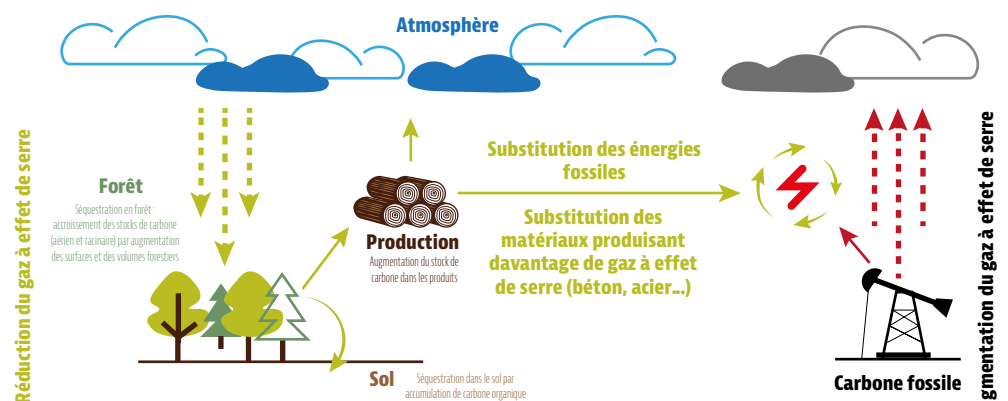 Atmosphère
Réduction du gaz à effet de serre
Forêt
Séquestration en forêt :
accroissement des stocks de carbone
(aérien et racinaire) par augmentation
des surfaces et des volumes forestiers
Production
Augmentation du stock de
carbone dans les produits
Substitution des énergies
fossiles
Substitution des
matériaux produisant
davantage de gaz à effet
de serre (béton, acier...)
Sol
Séquestration dans le sol par
accumulation de carbone organique
Carbone fossile
gmentation du gaz à effet de serre